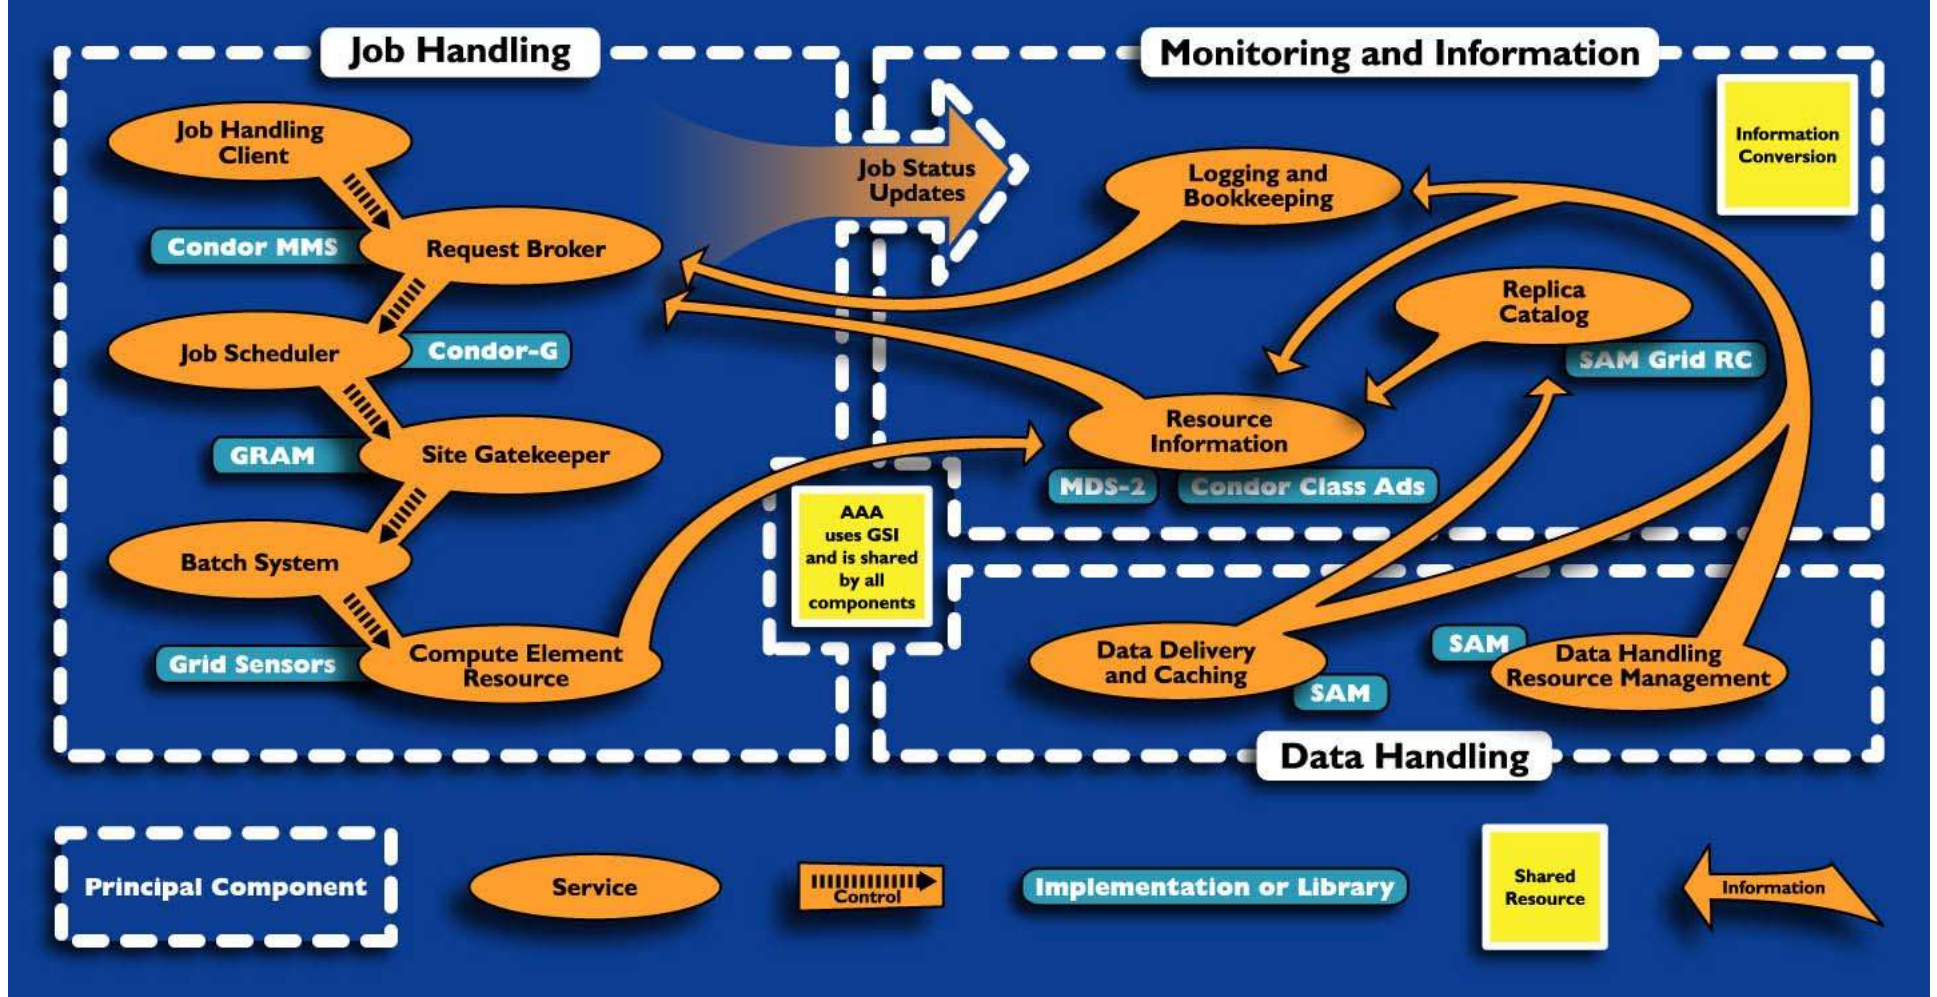 Job Handling
Monitoring and Information
Job Handling
Client
Condor MMS
Request Broker
Job Scheduler
Condor-G
GRAM
Site Gatekeeper
Batch System
Grid Sensors
Compute Element
Resource
Job Status
Updates
Logging and
Bookkeeping
Information
Conversion
Replica
Catalog
SAM Grid RC
Resource
Information
MDS-2
Condor Class Ads
AAA
uses GSI
and is shared
by all
components
Data Delivery
and Caching
SAM
SAM
Data Handling
Resource Management
Data Handling
Principal Component
Service
Control
Implementation or Library
Shared
Resource
Information